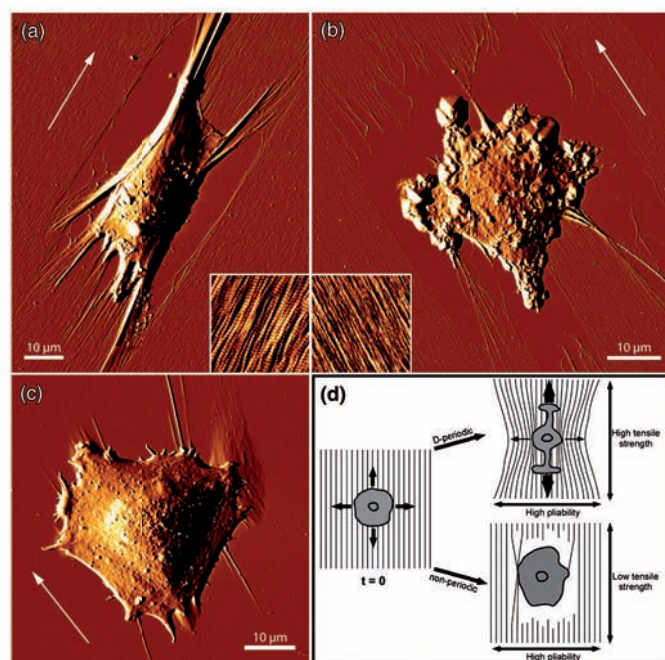 (a)
(b)
10 µm
10 µm
(c)
10 µm
(d)
D-periodic
non-periodic
t = 0
High tensile
strength
High pliability
Low tensile
strength
High pliability